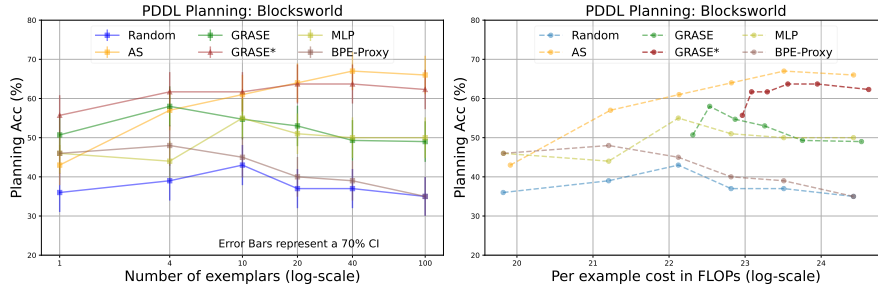 PDDL Planning: Blocksworld
Planning Acc (%)
80
70
60
50
40
30
20
Random GRASE MLP
AS GRASE* BPE-Proxy
Error Bars represent a 70% CI
1 4 10 20 40 100
Number of exemplars (log-scale)
PDDL Planning: Blocksworld
Planning Acc (%)
80
70
60
50
40
30
20
Random GRASE MLP
AS GRASE* BPE-Proxy
20 21 22 23 24
Per example cost in FLOPs (log-scale)